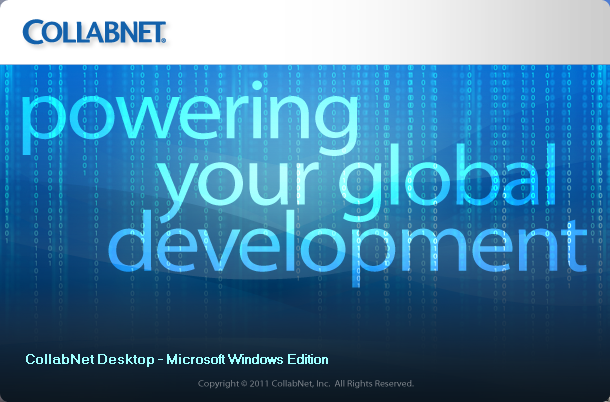 COLLABNET®
powering
your global
development
CollabNet Desktop - Microsoft Windows Edition
Copyright © 2011 CollabNet, Inc. All Rights Reserved.